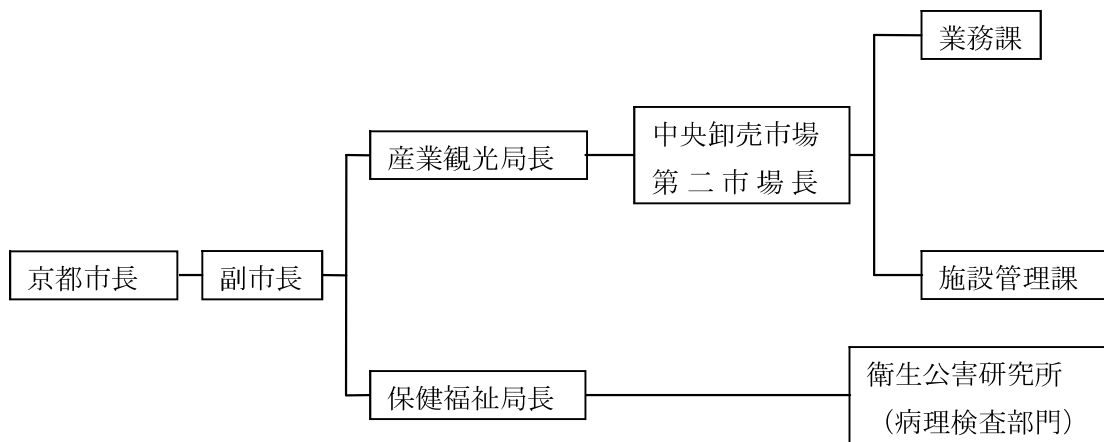 業務課
中央卸売市場
第二市場長
産業観光局長
京都市長
副市長
施設管理課
保健福祉局長
衛生公害研究所
（病理検査部門）